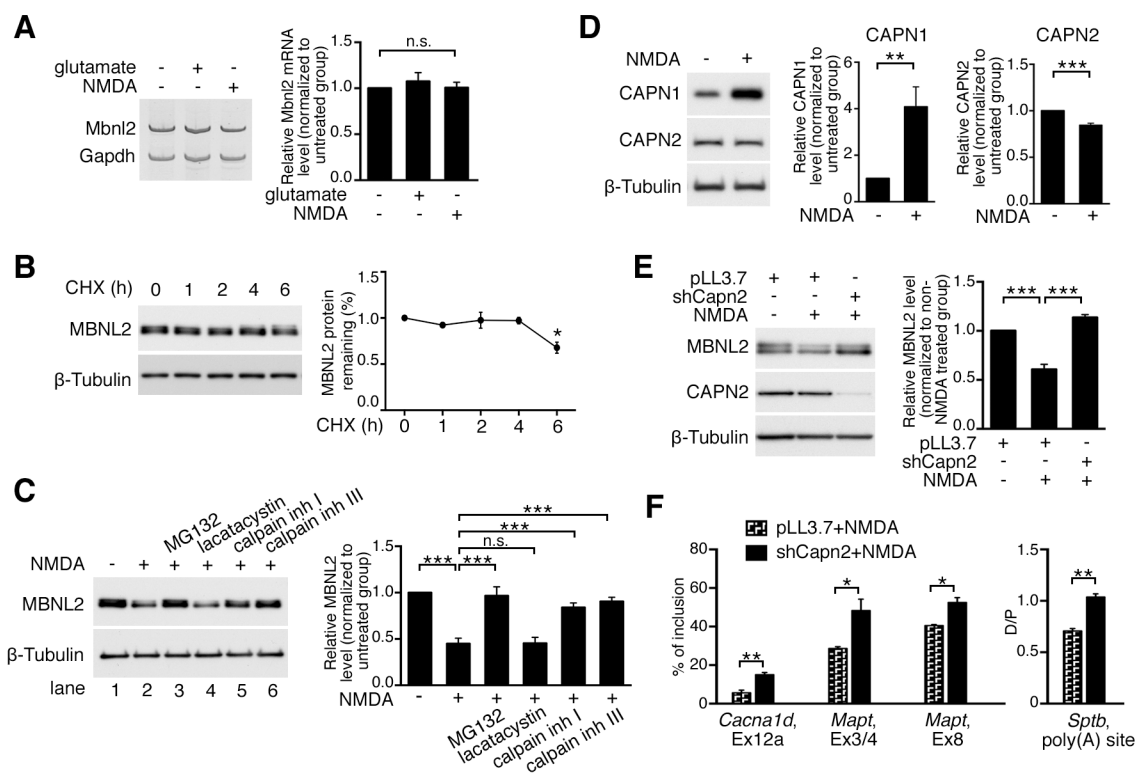 A
glutamate - + -
NMDA - - +
Mbnl2
Gapdh
Relative Mbnl2 mRNA
level (normalized to
untreated group)
1.5
1.0
0.5
0.0
n.s.
glutamate - + -
NMDA - - +
B
CHX (h) 0 1 2 4 6
MBNL2
β-Tubulin
MBNL2 protein
remaining (%)
1.5
1.0
0.5
0.0
*
CHX (h) 0 1 2 4 6
C
MG132
lacatacystin
calpain inh I
calpain inh III
NMDA - + + + + +
MBNL2
β-Tubulin
lane 1 2 3 4 5 6
Relative MBNL2
level (normalized to
untreated group)
1.5
1.0
0.5
0.0
***
***
n.s.
*** ***
NMDA - + + + + +
MG132
lacatacystin
calpain inh I
calpain inh III
D
NMDA - +
CAPN1
CAPN2
β-Tubulin
CAPN1
Relative CAPN1
level (normalized to
untreated group)
6
4
2
0
**
NMDA - +
CAPN2
Relative CAPN2
level (normalized to
untreated group)
1.5
1.0
0.5
0.0
***
NMDA - +
E
pLL3.7 + + -
shCapn2 - - +
NMDA - + +
MBNL2
CAPN2
β-Tubulin
Relative MBNL2 level
(normalized to non-
NMDA treated group)
1.5
1.0
0.5
0.0
*** ***
pLL3.7 + + -
shCapn2 - - +
NMDA - + +
F
pLL3.7+NMDA
shCapn2+NMDA
% of inclusion
80
60
40
20
0
** * *
Cacna1d,
Ex12a
Mapt,
Ex3/4
Mapt,
Ex8
D/P
1.5
1.0
0.5
0
**
Sptb,
poly(A) site